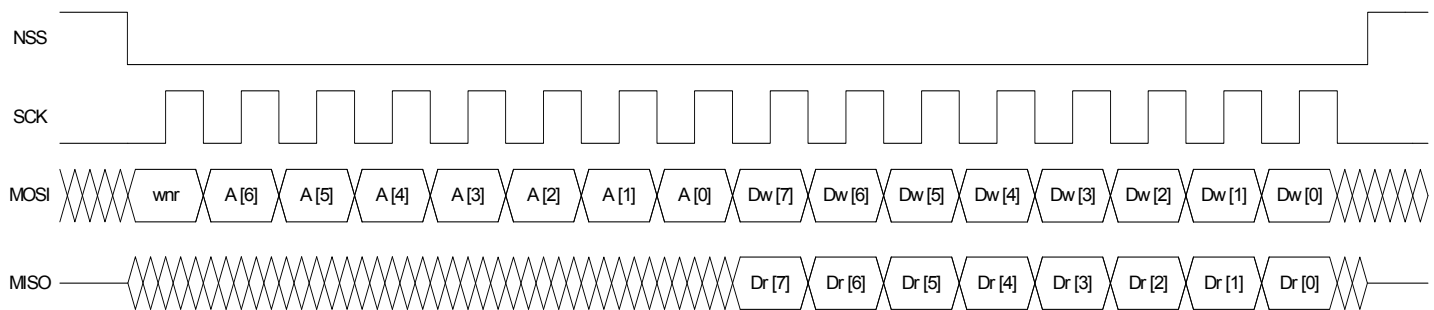 NSS
SCK
MOSI wnr A [6] A [5] A [4] A [3] A [2] A [1] A [0] Dw [7] Dw [6] Dw [5] Dw [4] Dw [3] Dw [2] Dw [1] Dw [0]
MISO Dr [7] Dr [6] Dr [5] Dr [4] Dr [3] Dr [2] Dr [1] Dr [0]